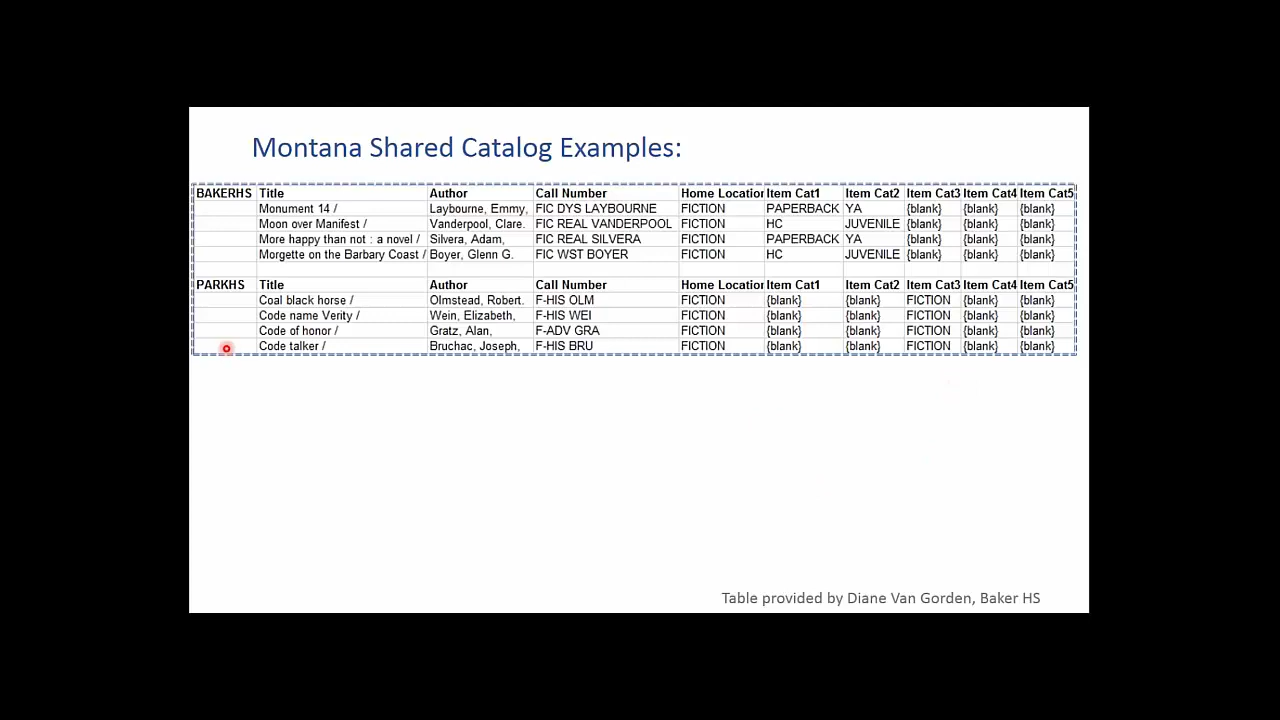 Montana Shared Catalog Examples:
BAKERHS Title Author Call Number Home Location Item Cat1 Item Cat2 Item Cat3 Item Cat4 Item Cat5
Monument 14 / Laybourne, Emmy, FIC DYS LAYBOURNE FICTION PAPERBACK YA {blank} {blank} {blank}
Moon over Manifest / Vanderpool, Clare. FIC REAL VANDERPOOL FICTION HC JUVENILE {blank} {blank} {blank}
More happy than not : a novel / Silvera, Adam, FIC REAL SILVERA FICTION PAPERBACK YA {blank} {blank} {blank}
Morgette on the Barbary Coast / Boyer, Glenn G. FIC WST BOYER FICTION HC JUVENILE {blank} {blank} {blank}
PARKHS Title Author Call Number Home Location Item Cat1 Item Cat2 Item Cat3 Item Cat4 Item Cat5
Coal black horse / Olmstead, Robert. F-HIS OLM FICTION {blank} {blank} FICTION {blank} {blank}
Code name Verity / Wein, Elizabeth, F-HIS WEI FICTION {blank} {blank} FICTION {blank} {blank}
Code of honor / Gratz, Alan, F-ADV GRA FICTION {blank} {blank} FICTION {blank} {blank}
Code talker / Bruchac, Joseph, F-HIS BRU FICTION {blank} {blank} FICTION {blank} {blank}
Table provided by Diane Van Gorden, Baker HS